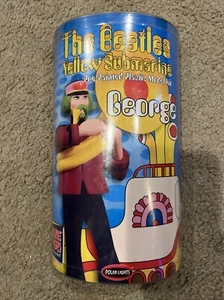 The Beatles
Yellow Submarine
George
POLAR LIGHTS